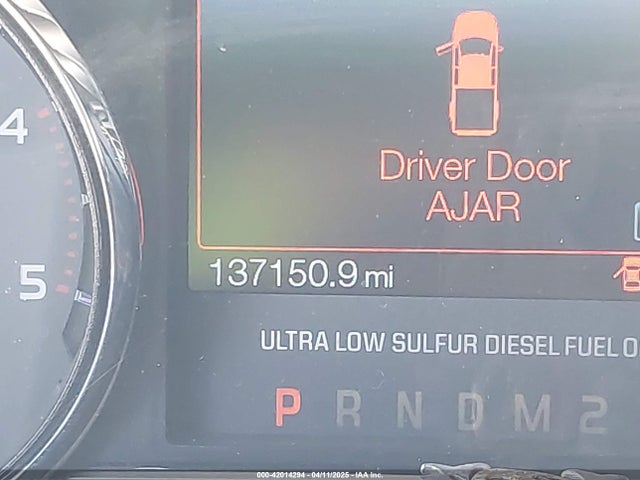 4
Driver Door
AJAR
5
137150.9 mi
ULTRA LOW SULFUR DIESEL FUEL O
P R N D M 2
000-42014294 - 04/11/2025 - IAA Inc.